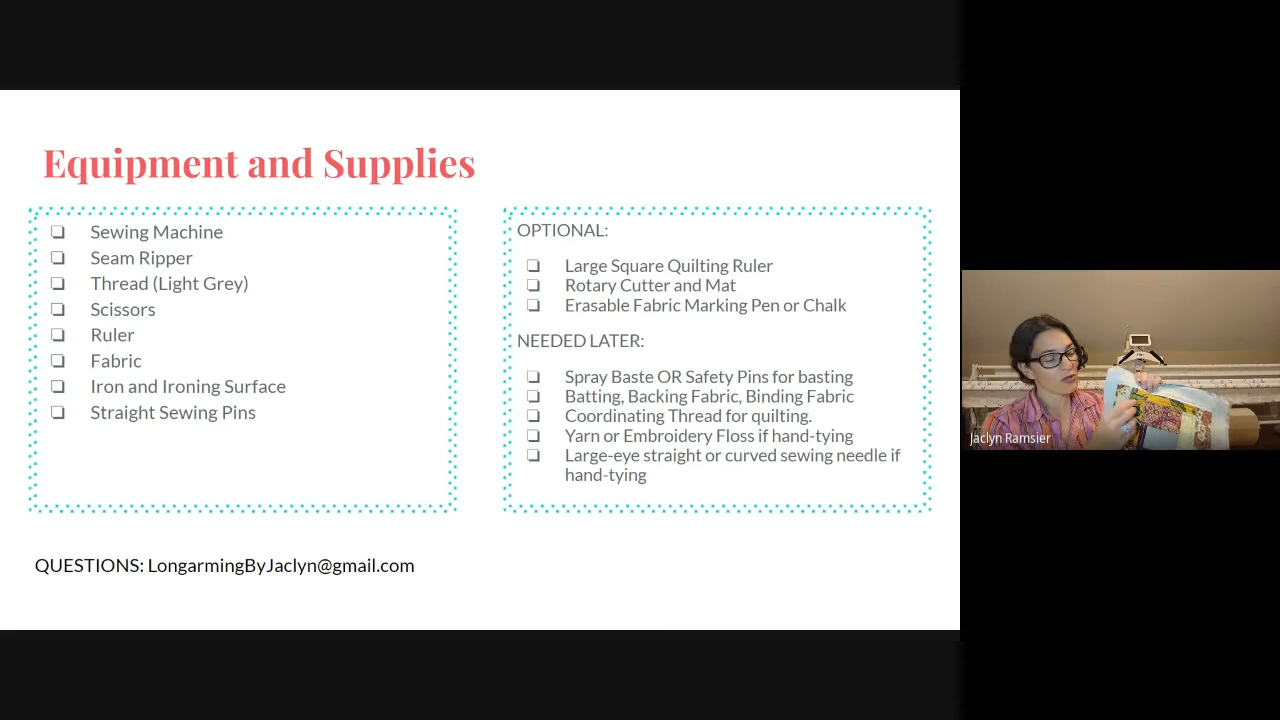 Equipment and Supplies
Sewing Machine
Seam Ripper
Thread (Light Grey)
Scissors
Ruler
Fabric
Iron and Ironing Surface
Straight Sewing Pins
OPTIONAL:
Large Square Quilting Ruler
Rotary Cutter and Mat
Erasable Fabric Marking Pen or Chalk
NEEDED LATER:
Spray Baste OR Safety Pins for basting
Batting, Backing Fabric, Binding Fabric
Coordinating Thread for quilting.
Yarn or Embroidery Floss if hand-tying
Large-eye straight or curved sewing needle if
hand-tying
QUESTIONS: LongarmingByJaclyn@gmail.com
Jaclyn Ramsier